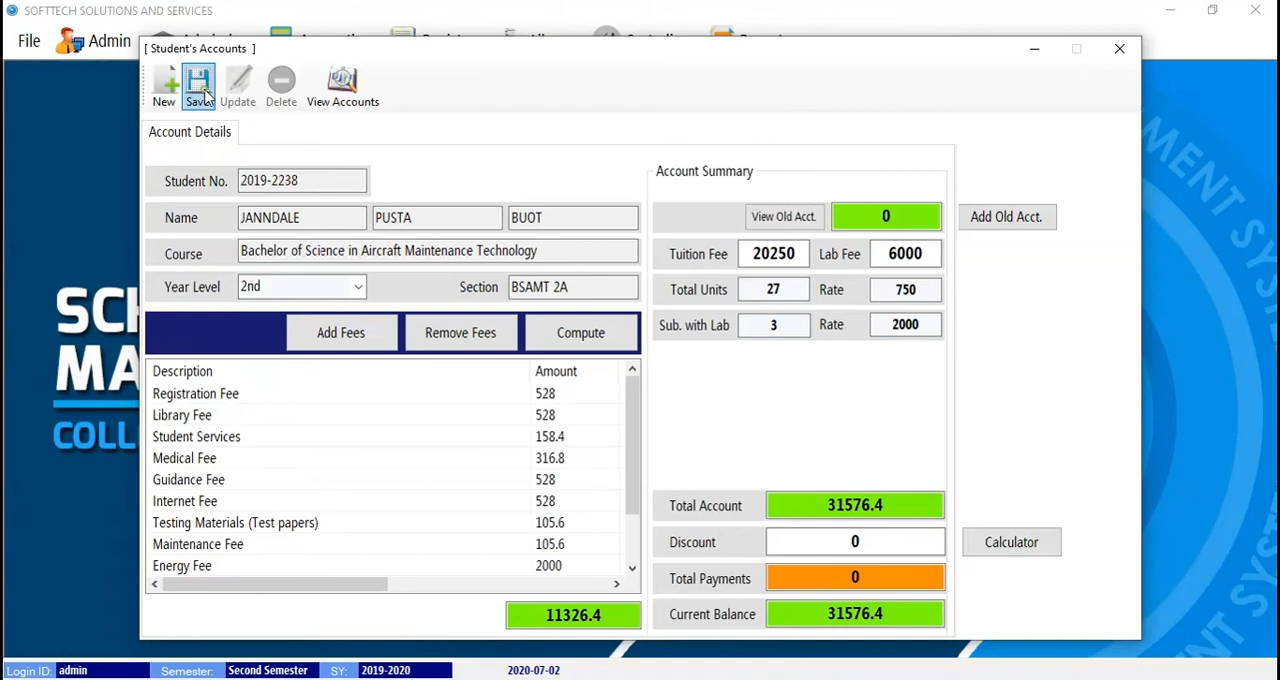 SOFTTECH SOLUTIONS AND SERVICES
File Admin
[ Student's Accounts ]
New Save Update Delete View Accounts
Account Details
Student No. 2019-2238
Name JANNDALE PUSTA BUOT
Course Bachelor of Science in Aircraft Maintenance Technology
Year Level 2nd Section BSAMT 2A
Add Fees Remove Fees Compute
Description Amount
Registration Fee 528
Library Fee 528
Student Services 158.4
Medical Fee 316.8
Guidance Fee 528
Internet Fee 528
Testing Materials (Test papers) 105.6
Maintenance Fee 105.6
Energy Fee 2000
11326.4
Account Summary
View Old Acct. 0 Add Old Acct.
Tuition Fee 20250 Lab Fee 6000
Total Units 27 Rate 750
Sub. with Lab 3 Rate 2000
Total Account 31576.4
Discount 0 Calculator
Total Payments 0
Current Balance 31576.4
SCH
MA
COLL
MENT SYSTEM
SYSTE
Login ID: admin Semester: Second Semester SY: 2019-2020 2020-07-02